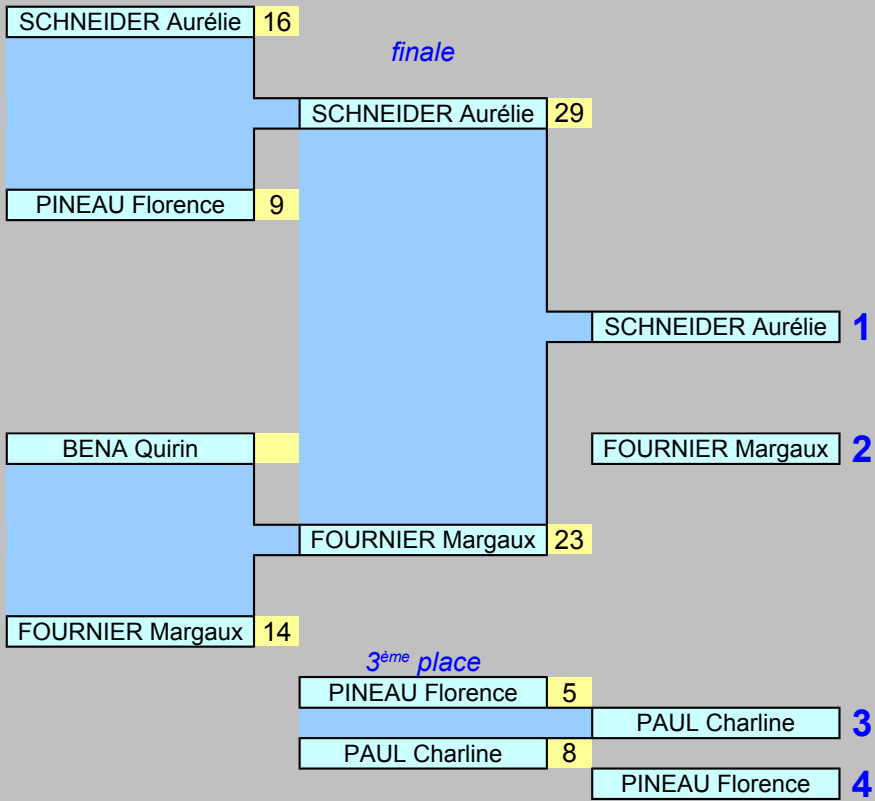 SCHNEIDER Aurélie 16
finale
SCHNEIDER Aurélie 29
PINEAU Florence 9
SCHNEIDER Aurélie 1
BENA Quirin
FOURNIER Margaux 2
FOURNIER Margaux 23
FOURNIER Margaux 14
3ème place
PINEAU Florence 5
PAUL Charline 3
PAUL Charline 8
PINEAU Florence 4